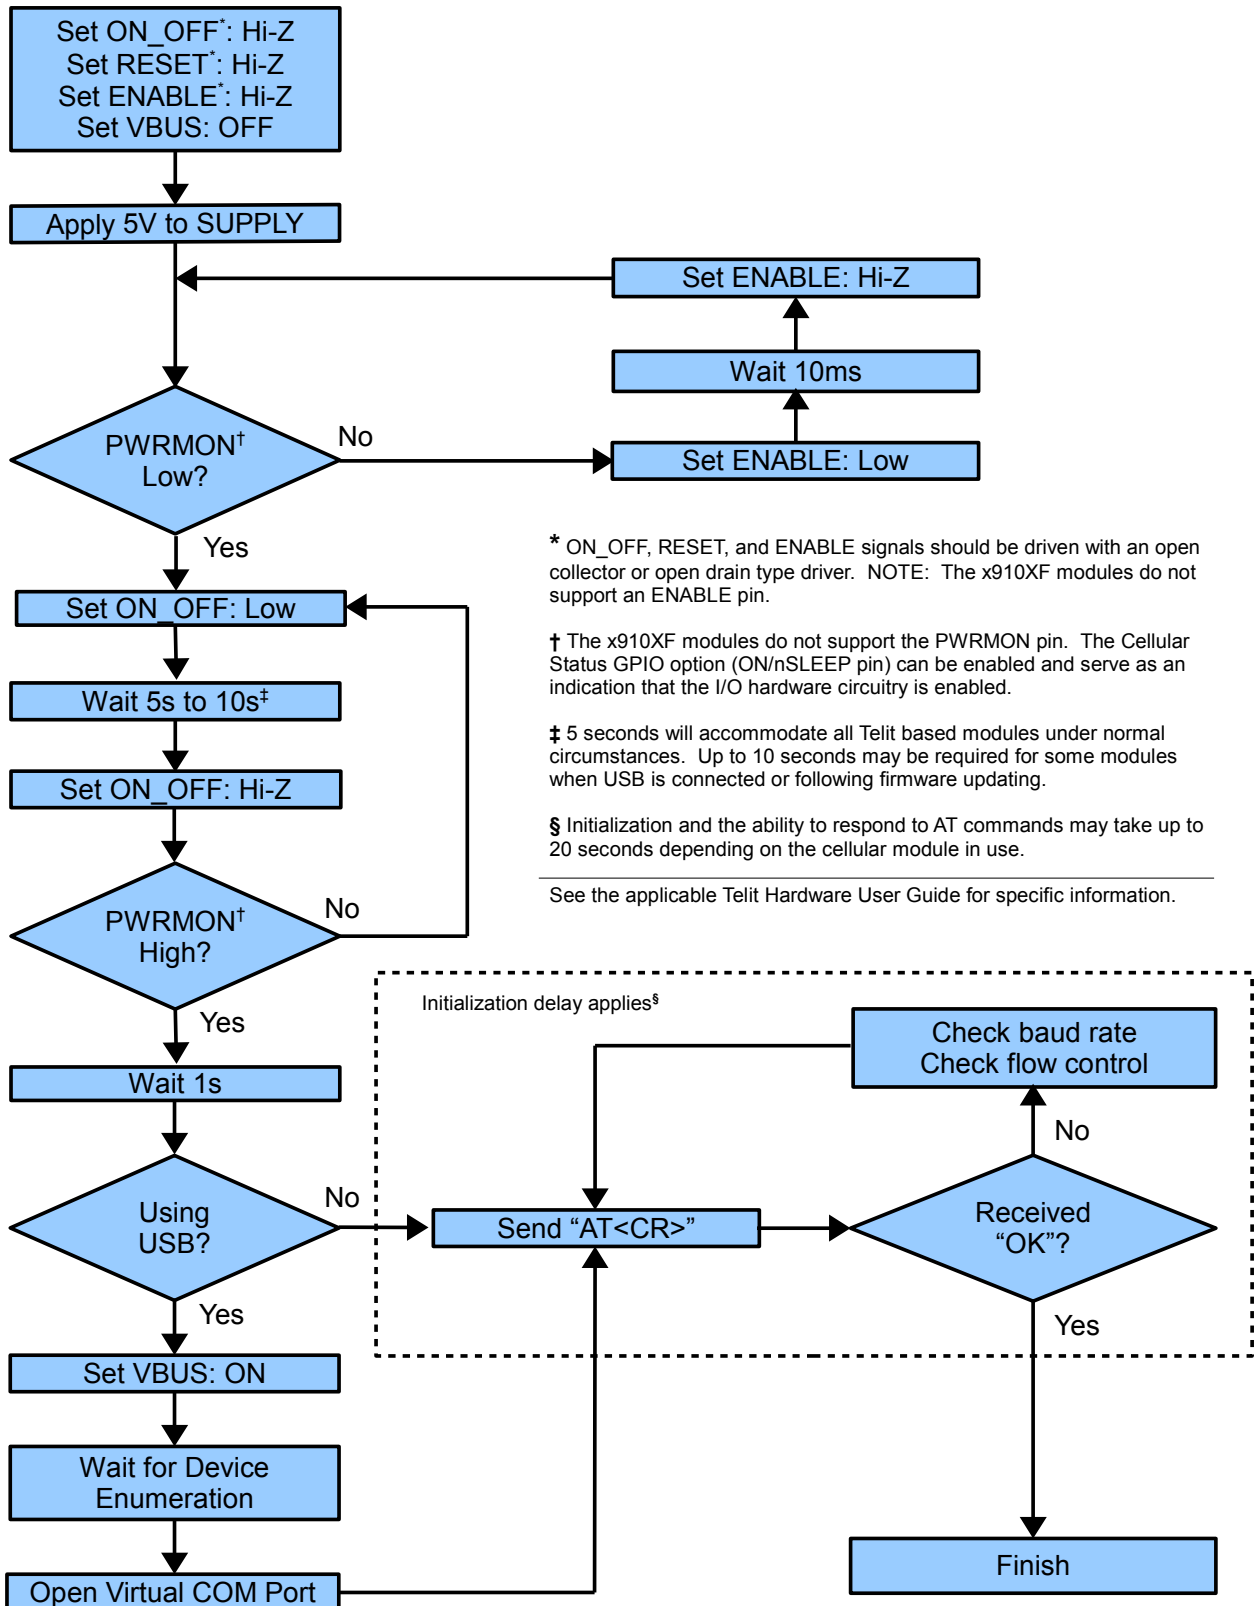 Set ON_OFF*: Hi-Z
Set RESET*: Hi-Z
Set ENABLE*: Hi-Z
Set VBUS: OFF
Apply 5V to SUPPLY
Set ENABLE: Hi-Z
Wait 10ms
PWRMON†
Low?
No
Set ENABLE: Low
Yes
Set ON_OFF: Low
Wait 5s to 10s‡
Set ON_OFF: Hi-Z
PWRMON†
High?
No
Yes
Wait 1s
* ON_OFF, RESET, and ENABLE signals should be driven with an open
collector or open drain type driver.  NOTE:  The x910XF modules do not
support an ENABLE pin.
† The x910XF modules do not support the PWRMON pin.  The Cellular
Status GPIO option (ON/nSLEEP pin) can be enabled and serve as an
indication that the I/O hardware circuitry is enabled.
‡ 5 seconds will accommodate all Telit based modules under normal
circumstances.  Up to 10 seconds may be required for some modules
when USB is connected or following firmware updating.
§ Initialization and the ability to respond to AT commands may take up to
20 seconds depending on the cellular module in use.
See the applicable Telit Hardware User Guide for specific information.
Using
USB?
No
Yes
Set VBUS: ON
Wait for Device
Enumeration
Open Virtual COM Port
Initialization delay applies§
Check baud rate
Check flow control
No
Send “AT<CR>”
Received
“OK”?
Yes
Finish